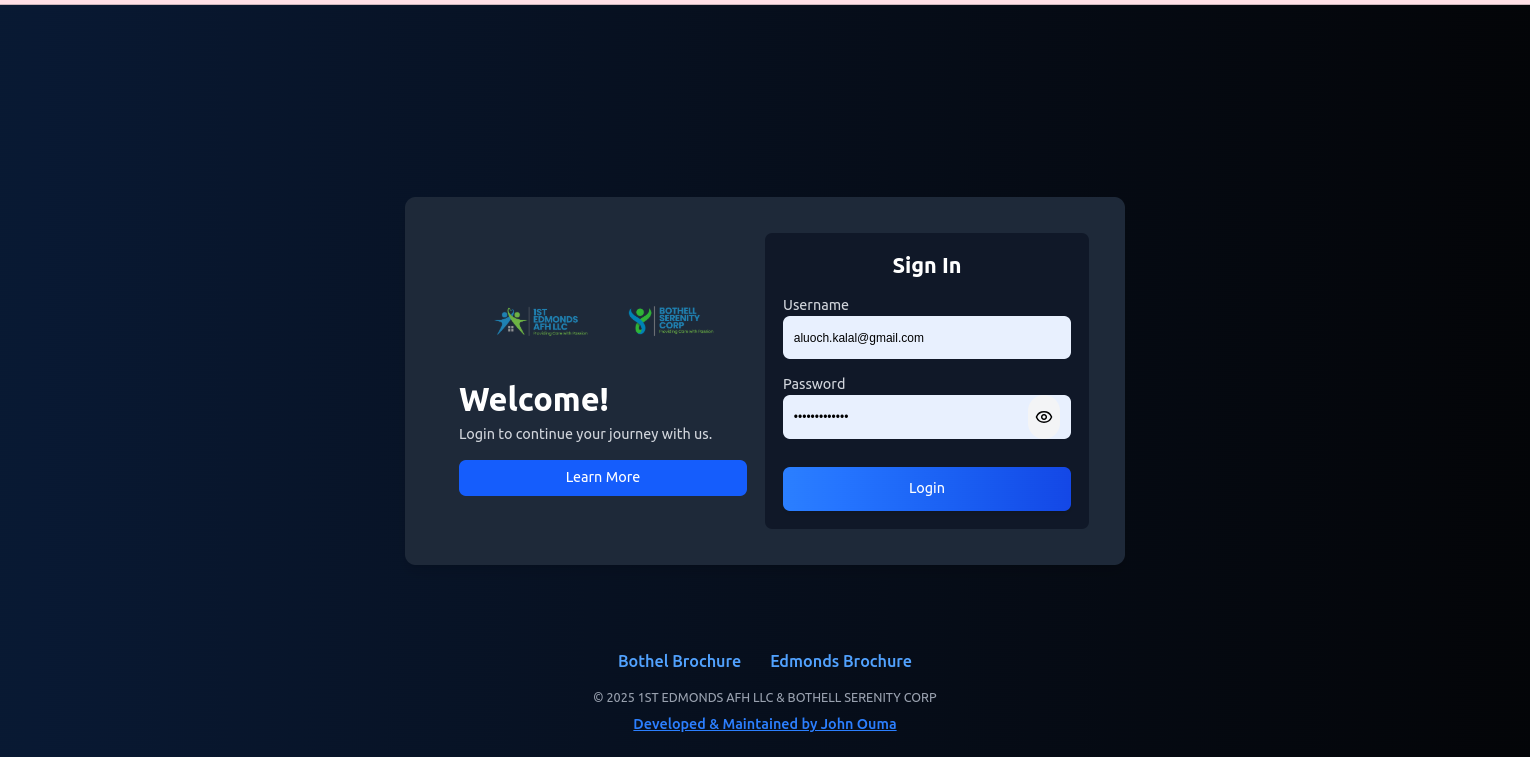 1ST
EDMONDS
AFH LLC
Providing Care with Passion
BOTHELL
SERENITY
CORP
Providing Care with Passion
Welcome!
Login to continue your journey with us.
Learn More
Sign In
Username
aluoch.kalal@gmail.com
Password
•••••••••••••
Login
Bothel Brochure
Edmonds Brochure
© 2025 1ST EDMONDS AFH LLC & BOTHELL SERENITY CORP
Developed & Maintained by John Ouma